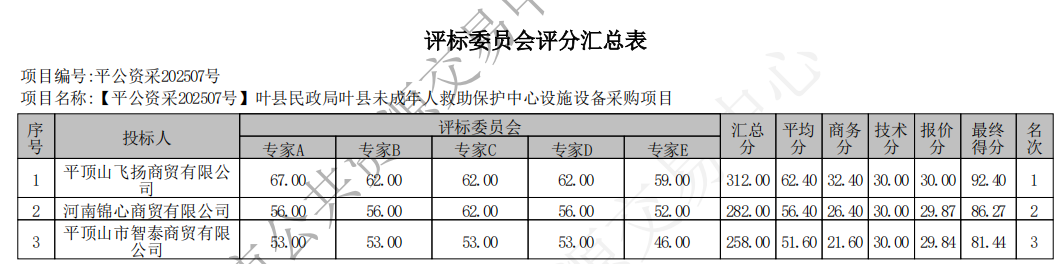 评标委员会评分汇总表
项目编号:平公资采202507号
项目名称:【平公资采202507号】叶县民政局叶县未成年人救助保护中心设施设备采购项目
序号 投标人 评标委员会 汇总分 平均分 商务分 技术分 报价分 最终得分 名次
专家A 专家B 专家C 专家D 专家E
1 平顶山飞扬商贸有限公司 67.00 62.00 62.00 62.00 59.00 312.00 62.40 32.40 30.00 30.00 92.40 1
2 河南锦心商贸有限公司 56.00 56.00 62.00 56.00 52.00 282.00 56.40 26.40 30.00 29.87 86.27 2
3 平顶山市智泰商贸有限公司 53.00 53.00 53.00 53.00 46.00 258.00 51.60 21.60 30.00 29.84 81.44 3